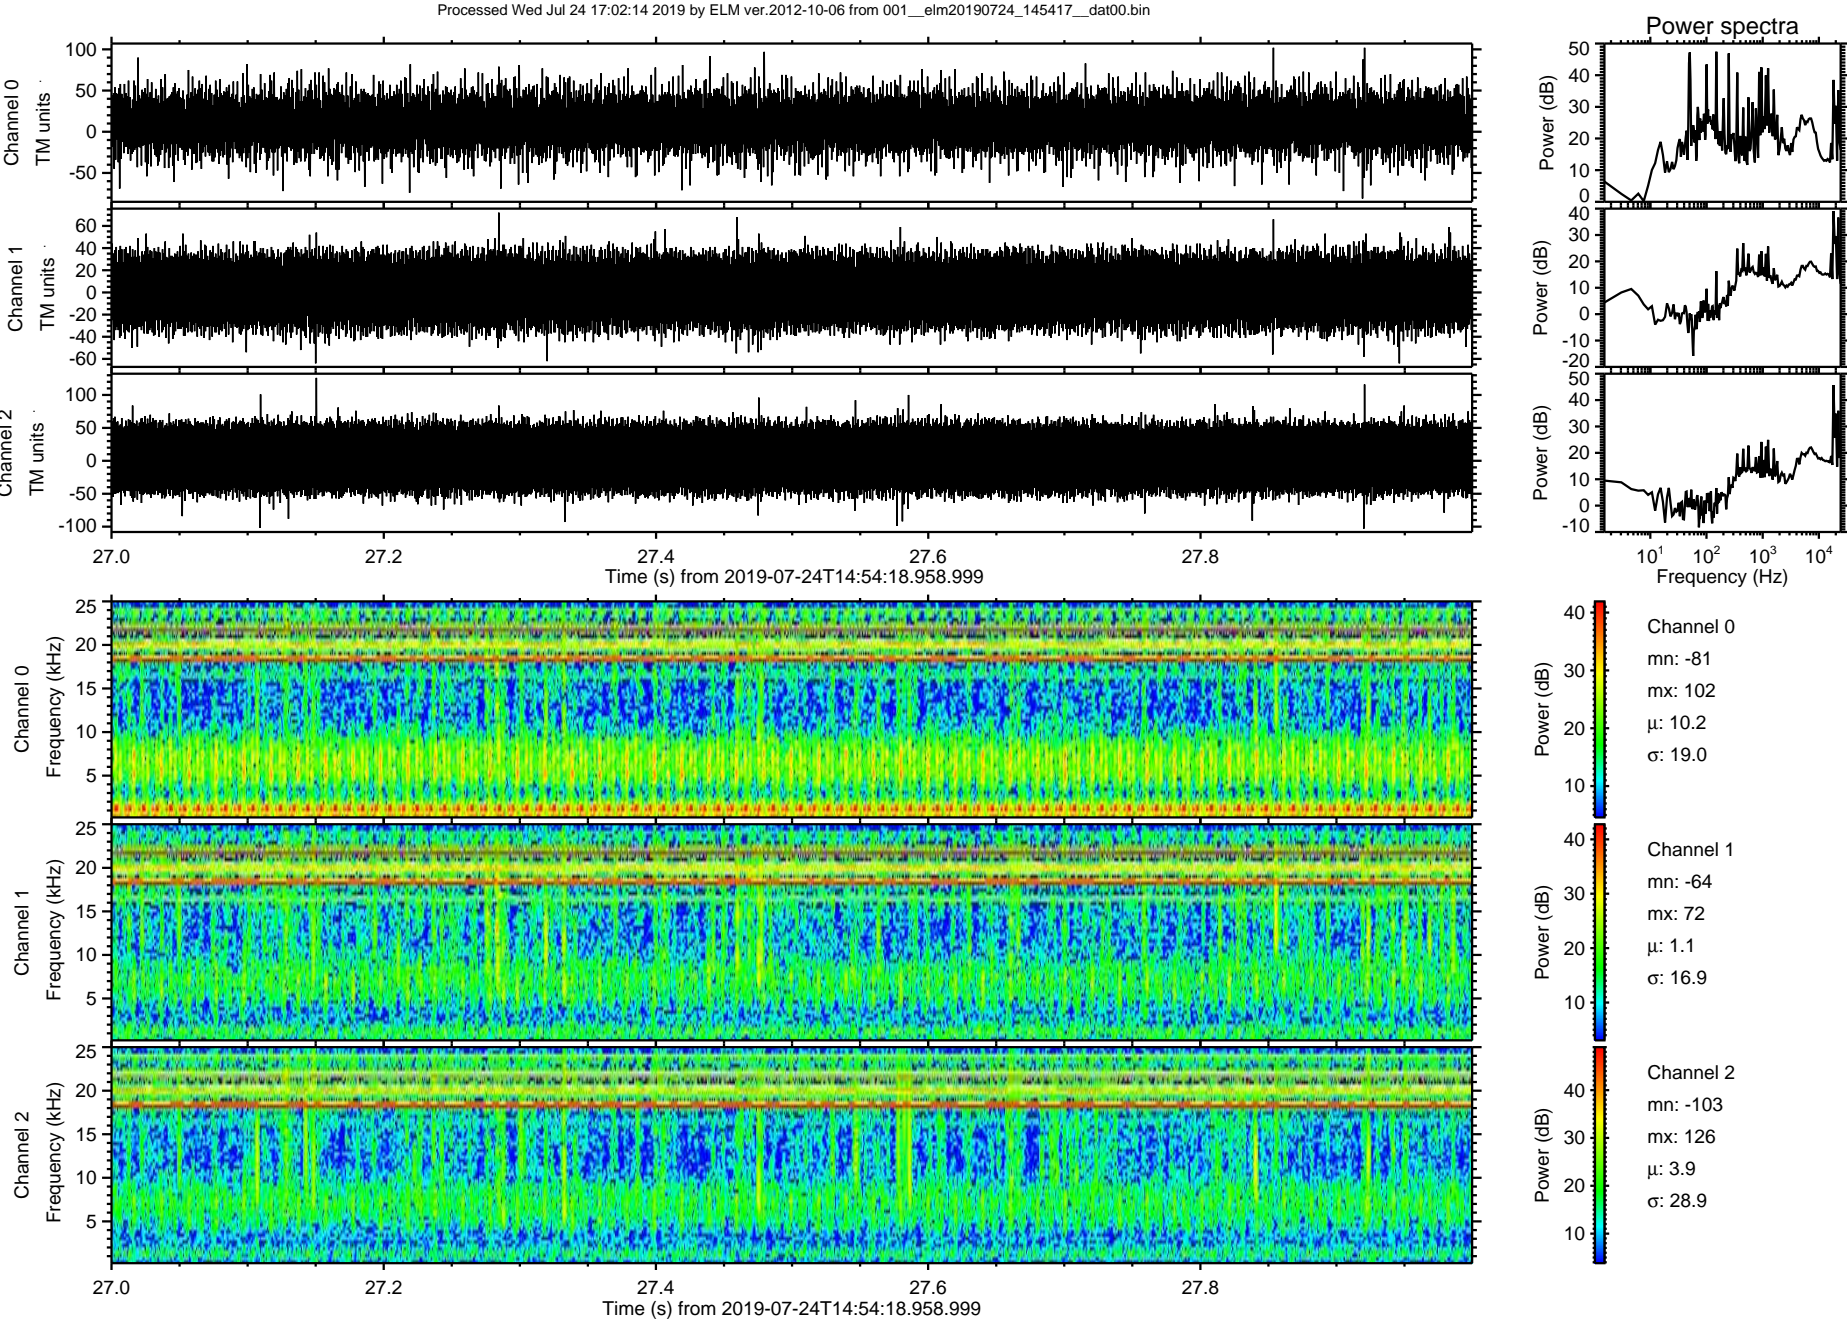 Processed Wed Jul 24 17:02:14 2019 by ELM ver.2012-10-06 from 001__elm20190724_145417__dat00.bin
Power spectra
Channel 0
TM units
100
50
0
-50
Power (dB)
50
40
30
20
10
0
Channel 1
TM units
60
40
20
0
-20
-40
-60
Power (dB)
40
30
20
10
0
-10
-20
Channel 2
TM units
100
50
0
-50
-100
Power (dB)
50
40
30
20
10
0
-10
27.0 27.2 27.4 27.6 27.8
Time (s) from 2019-07-24T14:54:18.958.999
10¹ 10² 10³ 10⁴
Frequency (Hz)
Channel 0
Frequency (kHz)
25
20
15
10
5
Power (dB)
40
30
20
10
Channel 0
mn: -81
mx: 102
μ: 10.2
σ: 19.0
Channel 1
Frequency (kHz)
25
20
15
10
5
Power (dB)
40
30
20
10
Channel 1
mn: -64
mx: 72
μ: 1.1
σ: 16.9
Channel 2
Frequency (kHz)
25
20
15
10
5
Power (dB)
40
30
20
10
Channel 2
mn: -103
mx: 126
μ: 3.9
σ: 28.9
27.0 27.2 27.4 27.6 27.8
Time (s) from 2019-07-24T14:54:18.958.999